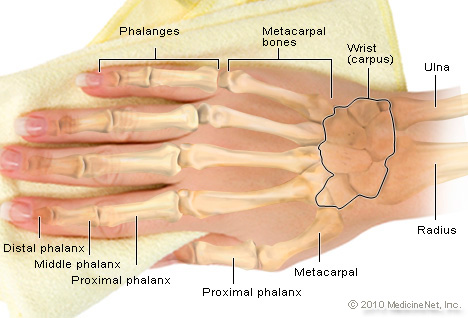 Phalanges
Metacarpal
bones
Wrist
(carpus)
Ulna
Distal phalanx
Middle phalanx
Proximal phalanx
Proximal phalanx
Metacarpal
Radius
© 2010 MedicineNet, Inc.